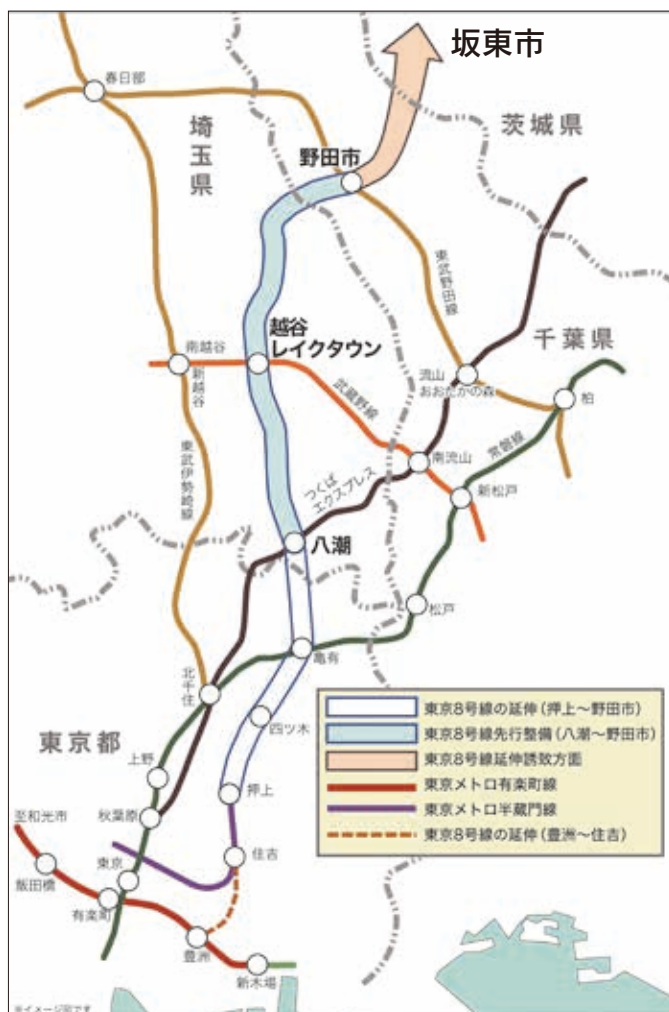 坂東市
春日部
埼玉県
茨城県
野田市
東武野田線
越谷
レイクタウン
南越谷
新越谷
千葉県
流山
おおたかの森
柏
武蔵野線
常磐線
南流山
新松戸
東武伊勢崎線
つくば
エクスプレス
八潮
松戸
亀有
北千住
四ツ木
東京都
上野
押上
秋葉原
至和光市
住吉
飯田橋
東京
有楽町
豊洲
新木場
東京8号線の延伸(押上～野田市)
東京8号線先行整備(八潮～野田市)
東京8号線延伸誘致方面
東京メトロ有楽町線
東京メトロ半蔵門線
東京8号線の延伸(豊洲～住吉)
※イメージ図です